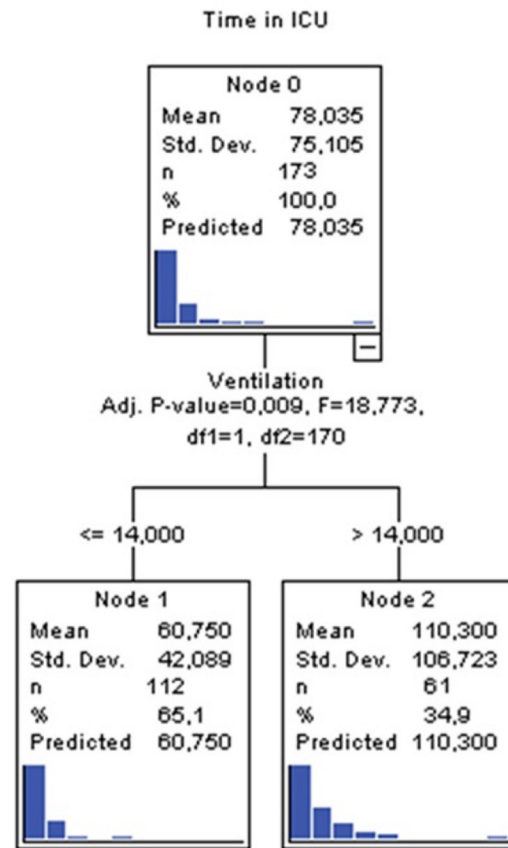 Time in ICU
Node 0
Mean 78,035
Std. Dev. 75,105
n 173
% 100,0
Predicted 78,035
Ventilation
Adj. P-value=0,009, F=18,773,
df1=1, df2=170
<= 14,000
> 14,000
Node 1
Mean 60,750
Std. Dev. 42,089
n 112
% 65,1
Predicted 60,750
Node 2
Mean 110,300
Std. Dev. 106,723
n 61
% 34,9
Predicted 110,300